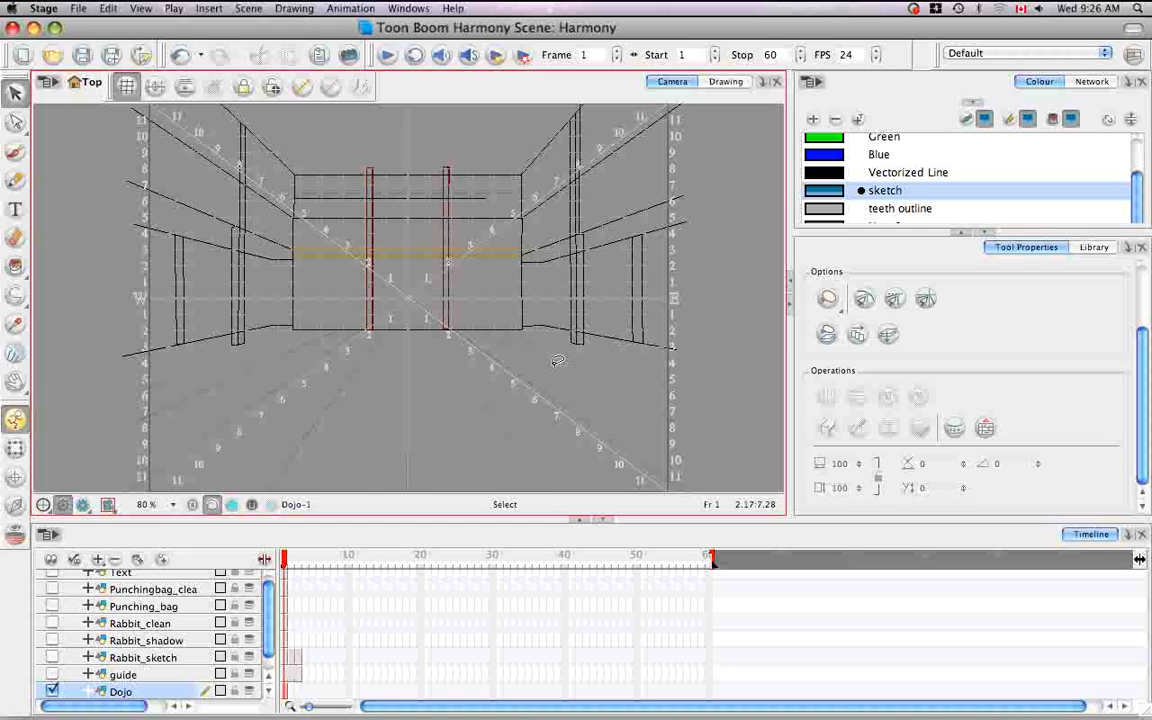 Stage File Edit View Play Insert Scene Drawing Animation Windows Help Wed 9:26 AM
Toon Boom Harmony Scene: Harmony
Frame 1 Start 1 Stop 60 FPS 24 Default
Top Camera Drawing Colour Network
Green
Blue
Vectorized Line
sketch
teeth outline
Tool Properties Library
Options
Operations
100 X 0 0
100 Y 0
80 % Dojo-1 Select Fr 1 2.17:7.28
Timeline
10 20 30 40 50
Text
Punchingbag_clea
Punching_bag
Rabbit_clean
Rabbit_shadow
Rabbit_sketch
guide
Dojo